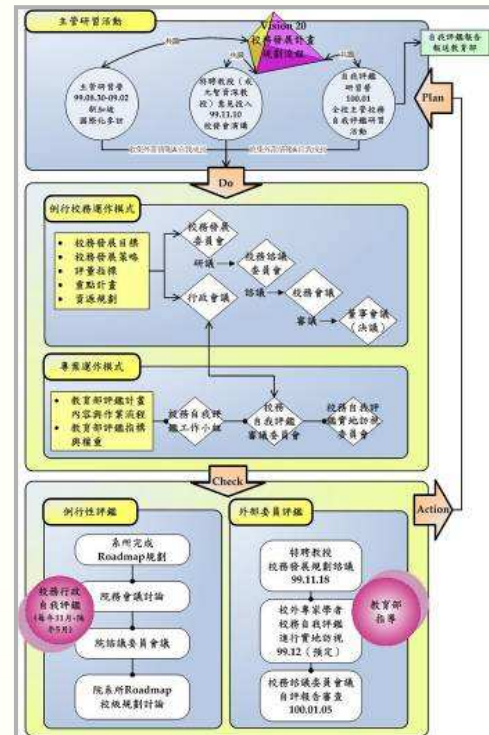 主管研習活動
Vision 20
校務發展計畫
規劃流程
自我評鑑報告
報送教育部
共識
共識
共識
主管研習營
99.08.30-09.02
新加坡
國際化參訪
特聘教授（或
元智資深教
授）意見投入
99.11.10
校發會演議
自我評鑑
研習營
100.01
全校主管校務
自我評鑑研習
活動
Plan
Do
例行校務運作模式
校務發展目標
校務發展策略
評量指標
重點計畫
資源規劃
校務發展
委員會
研議
校務諮議
委員會
行政會議
諮議
校務會議
審議
董事會議
（決議）
專案運作模式
教育部評鑑計畫
內容與作業流程
教育部評鑑指標
與權重
校務自我評
鑑工作小組
校務
自我評鑑
審議委員會
校務自我評
鑑實地訪視
委員會
Check
Action
例行性評鑑
系所完成
Roadmap規劃
院務會議討論
院諮議委員會議
院系所Roadmap
校級規劃討論
校務行政
自我評鑑
外部委員評鑑
特聘教授
校務發展規劃諮議
99.11.18
校外專家學者
校務自我評鑑
進行實地訪視
99.12（預定）
校務諮議委員會議
自評報告審查
100.01.05
教育部
指導